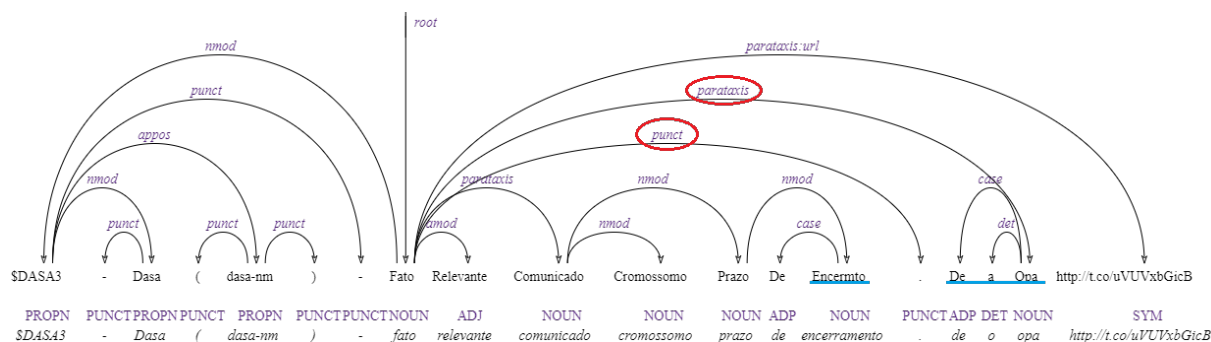 root
nmod parataxis:url
punct parataxis
appos punct
nmod parataxis nmod nmod case
punct punct punct amod nmod case det
$DASA3 - Dasa ( dasa-nm ) - Fato Relevante Comunicado Cromossomo Prazo De Encermto . De a Opa http://t.co/uVUVxbGicB
PROPN PUNCT PROPN PUNCT PROPN PUNCT PUNCT NOUN ADJ NOUN NOUN NOUN ADP NOUN PUNCT ADP DET NOUN SYM
$DASA3 - Dasa ( dasa-nm ) - fato relevante comunicado cromossomo prazo de encerramento . de o opa http://t.co/uVUVxbGicB